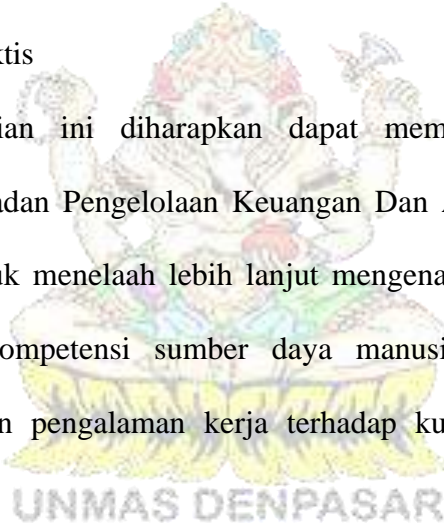 ktis
ian ini diharapkan dapat mem
adan Pengelolaan Keuangan Dan
uk menelaah lebih lanjut mengena
ompetensi sumber daya manusi
n pengalaman kerja terhadap ku
UNMAS DENPASAR